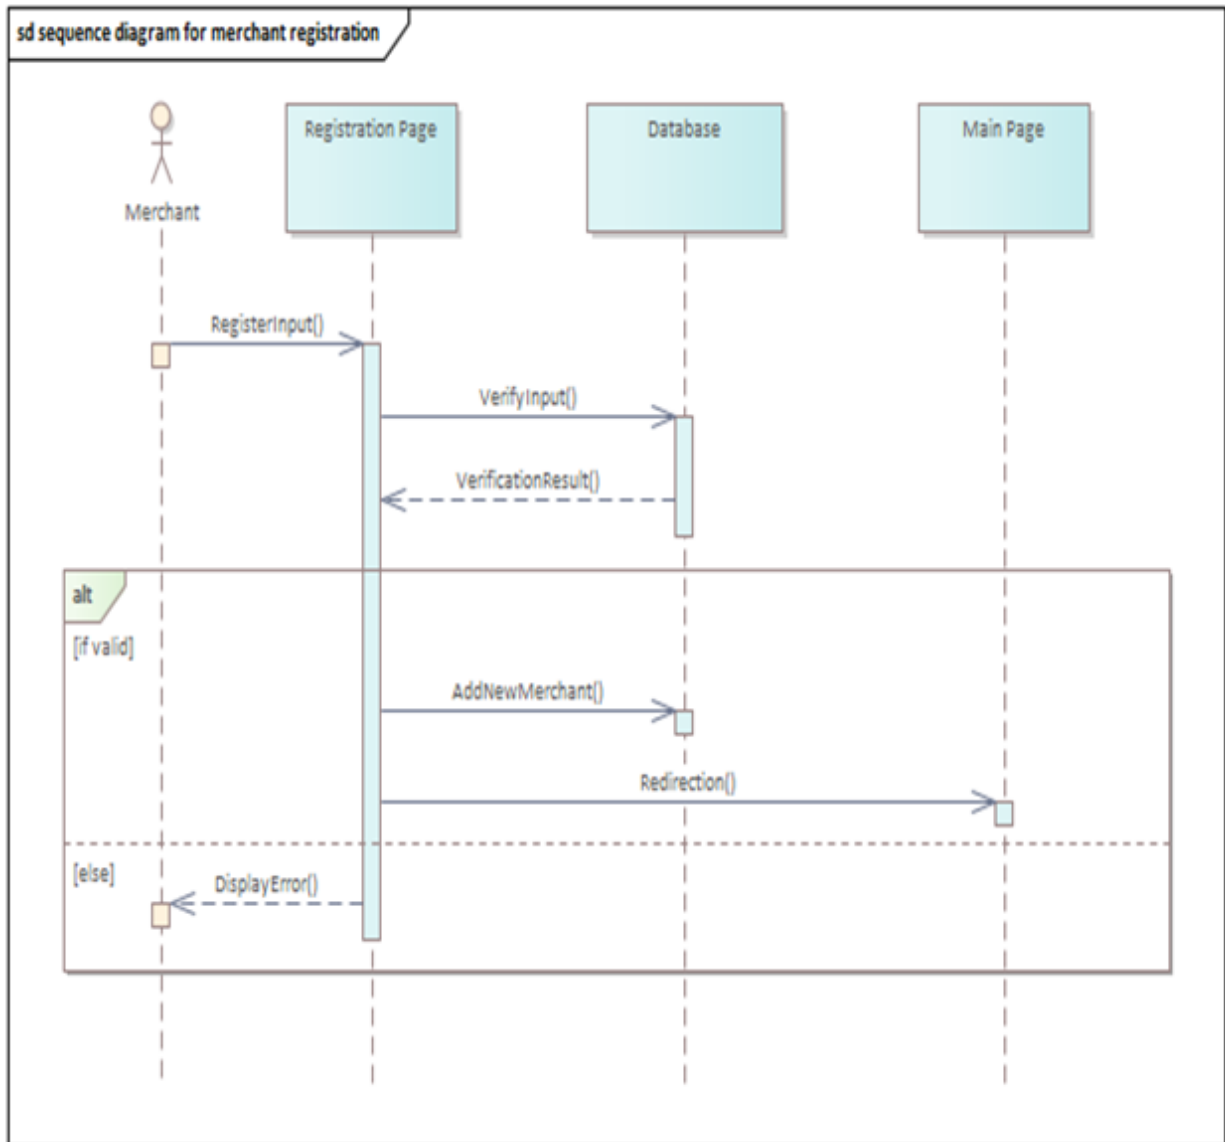 sd sequence diagram for merchant registration
Registration Page
Database
Main Page
Merchant
RegisterInput()
VerifyInput()
VerificationResult()
alt
[if valid]
AddNewMerchant()
Redirection()
[else]
DisplayError()